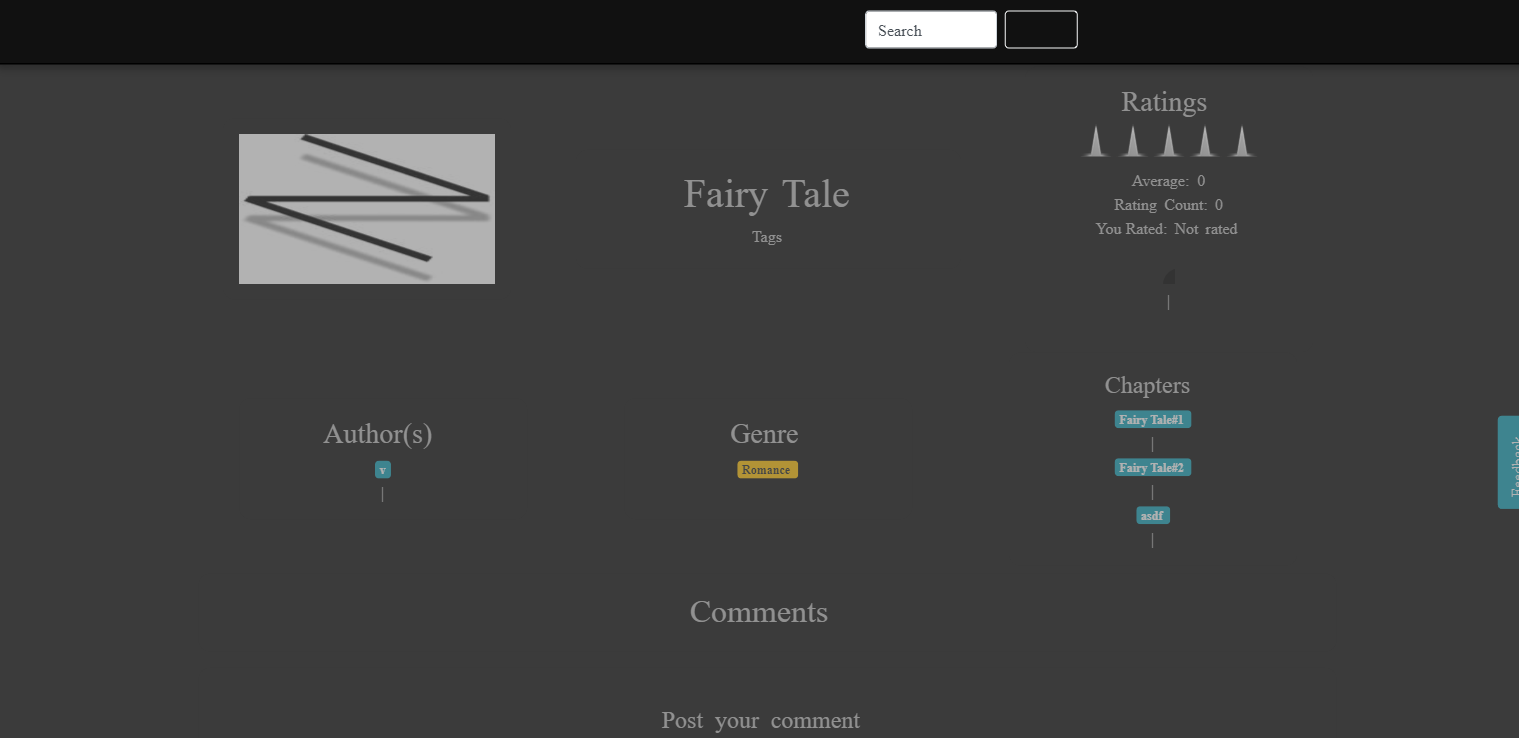 Search
Ratings
Fairy Tale
Tags
Average: 0
Rating Count: 0
You Rated: Not rated
|
Author(s)
v
|
Genre
Romance
Chapters
Fairy Tale#1
|
Fairy Tale#2
|
asdf
|
Feedback
Comments
Post your comment